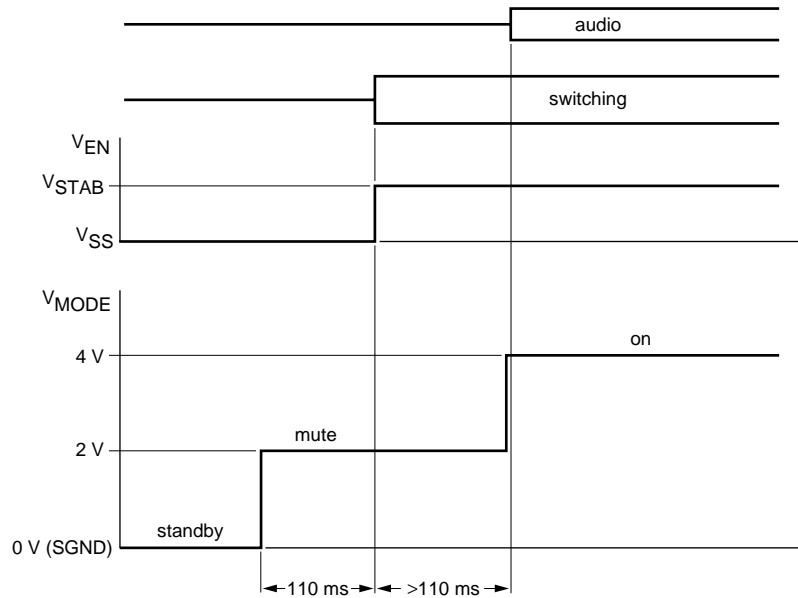 audio
switching
VEN
VSTAB
VSS
VMODE
4 V
on
mute
2 V
standby
0 V (SGND)
110 ms
>110 ms